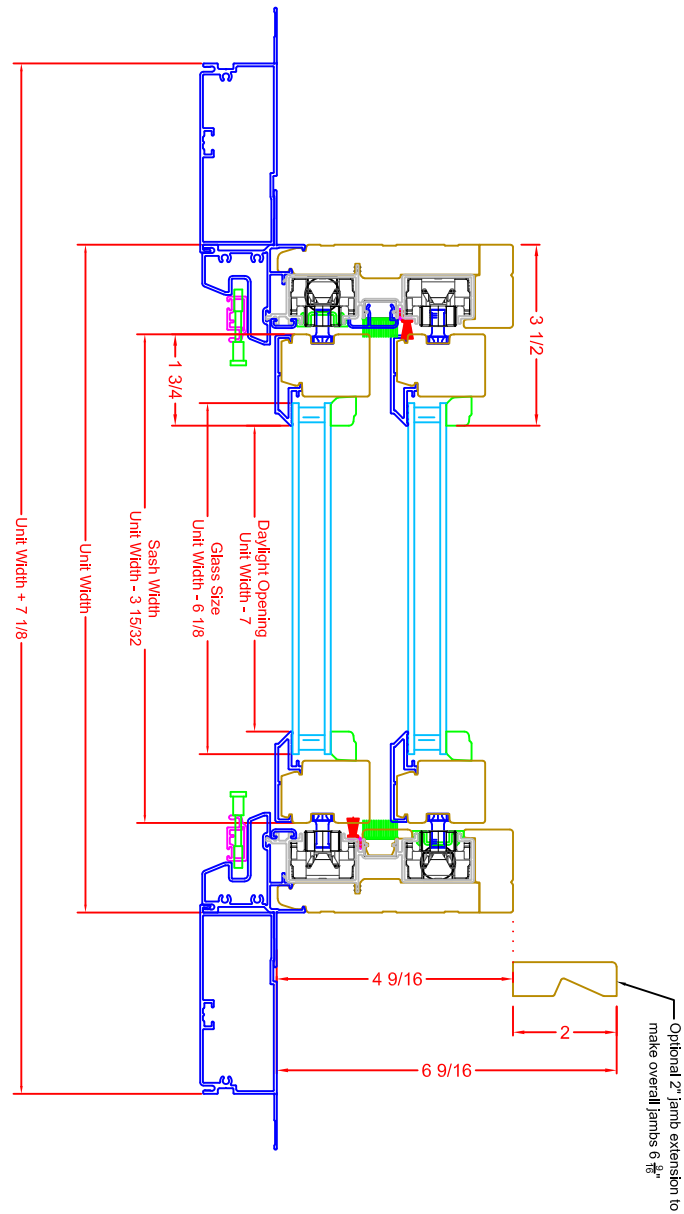 Optional 2" jamb extension to
make overall jambs 6 9/16"
3 1/2
1 3/4
Daylight Opening
Unit Width - 7
Glass Size
Unit Width - 6 1/8
Sash Width
Unit Width - 3 15/32
Unit Width
Unit Width + 7 1/8
4 9/16
2
6 9/16